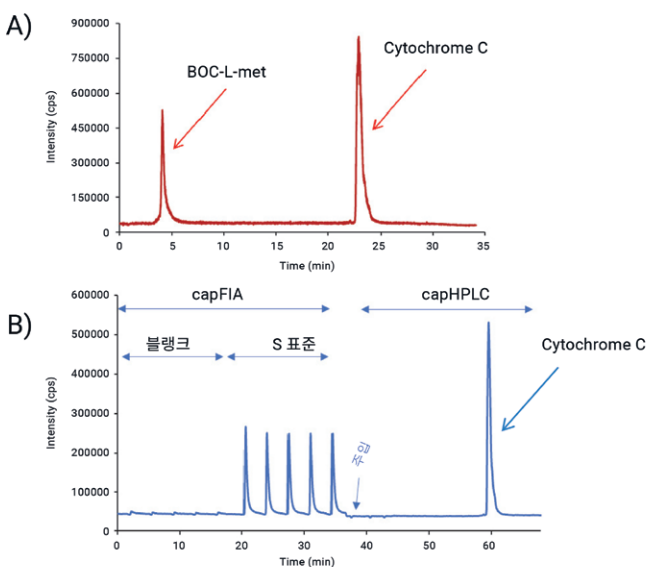 A)
900000
750000
600000
450000
300000
150000
0
Intensity (cps)
BOC-L-met
Cytochrome C
0 5 10 15 20 25 30 35
Time (min)
B)
600000
500000
400000
300000
200000
100000
0
Intensity (cps)
capFIA capHPLC
블랭크 S 표준
Cytochrome C
주입
0 10 20 30 40 50 60
Time (min)